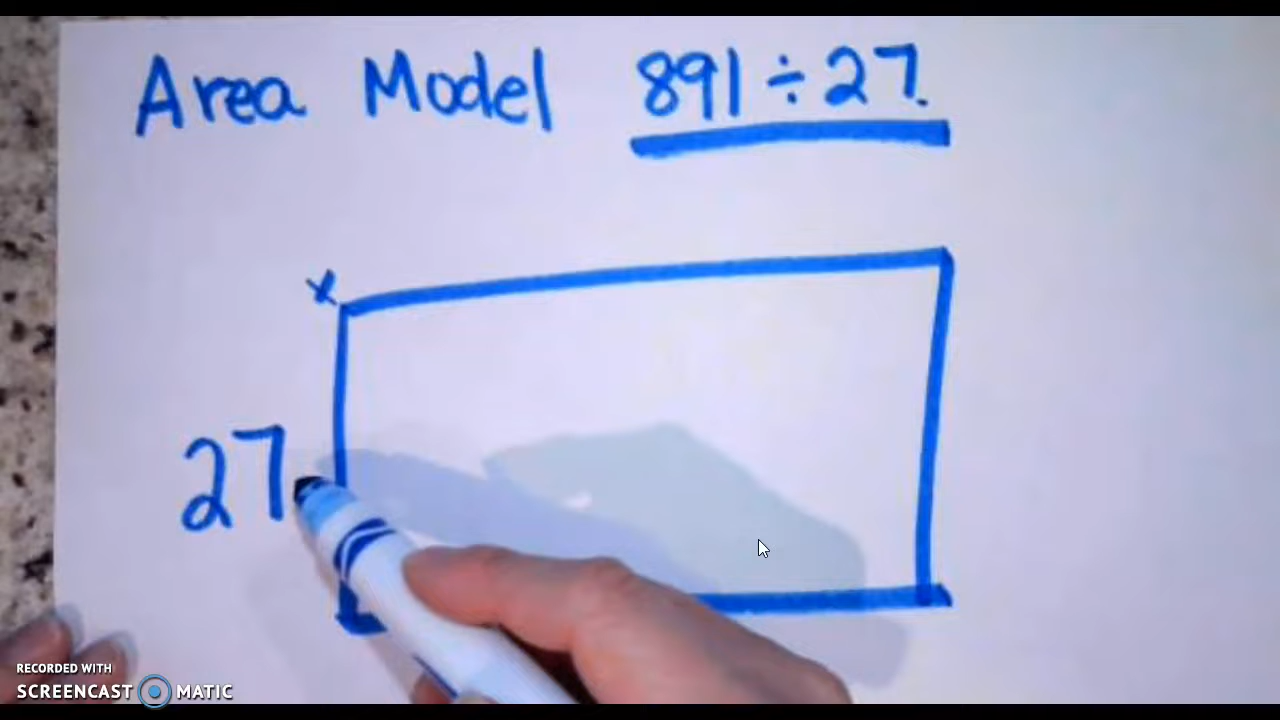 Area Model 891 ÷ 27.
x
27
RECORDED WITH
SCREENCAST MATIC